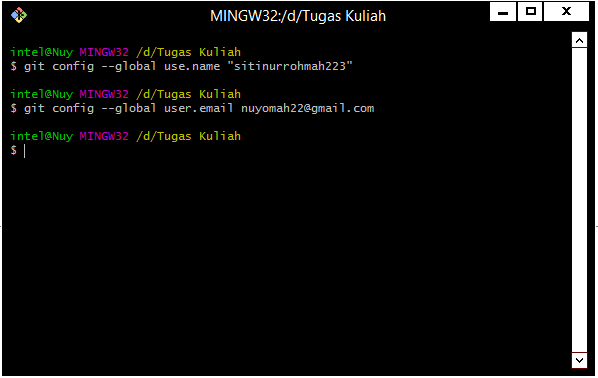 MINGW32:/d/Tugas Kuliah
intel@Nuy MINGW32 /d/Tugas Kuliah
$ git config --global use.name "sitinurrohmah223"
intel@Nuy MINGW32 /d/Tugas Kuliah
$ git config --global user.email nuyomah22@gmail.com
intel@Nuy MINGW32 /d/Tugas Kuliah
$